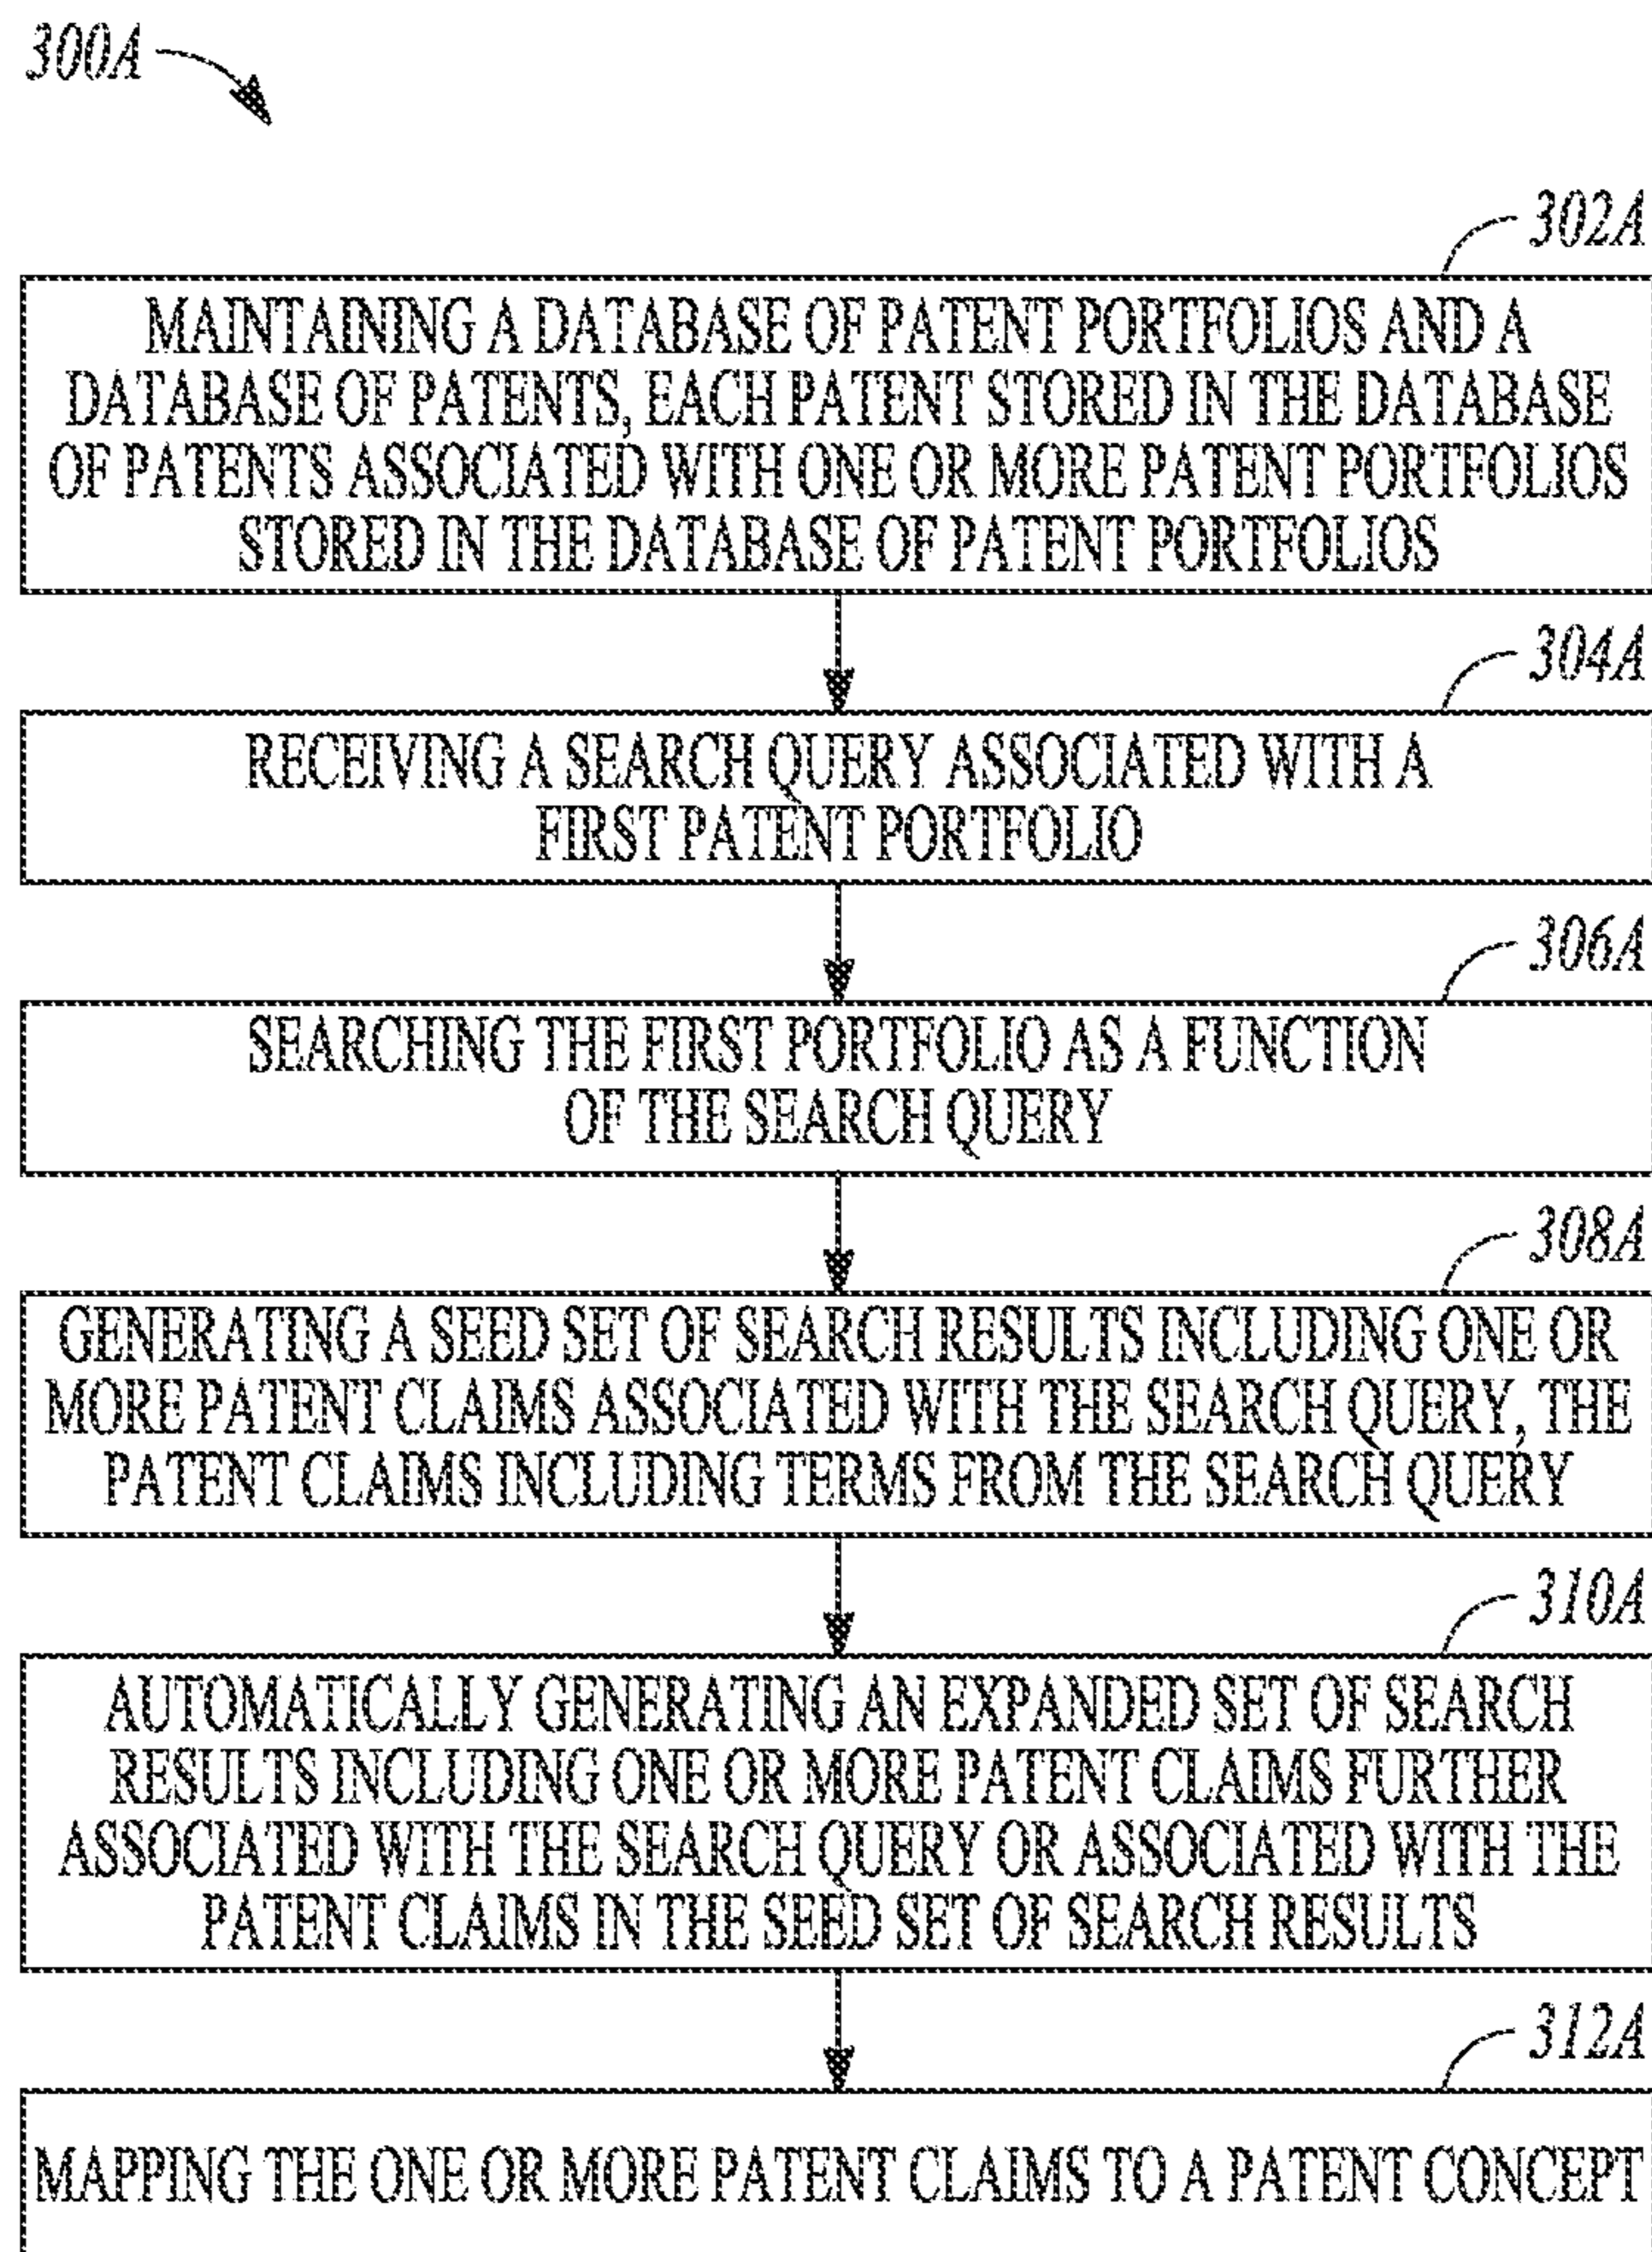 300A
302A
MAINTAINING A DATABASE OF PATENT PORTFOLIOS AND A
DATABASE OF PATENTS, EACH PATENT STORED IN THE DATABASE
OF PATENTS ASSOCIATED WITH ONE OR MORE PATENT PORTFOLIOS
STORED IN THE DATABASE OF PATENT PORTFOLIOS
304A
RECEIVING A SEARCH QUERY ASSOCIATED WITH A
FIRST PATENT PORTFOLIO
306A
SEARCHING THE FIRST PORTFOLIO AS A FUNCTION
OF THE SEARCH QUERY
308A
GENERATING A SEED SET OF SEARCH RESULTS INCLUDING ONE OR
MORE PATENT CLAIMS ASSOCIATED WITH THE SEARCH QUERY, THE
PATENT CLAIMS INCLUDING TERMS FROM THE SEARCH QUERY
310A
AUTOMATICALLY GENERATING AN EXPANDED SET OF SEARCH
RESULTS INCLUDING ONE OR MORE PATENT CLAIMS FURTHER
ASSOCIATED WITH THE SEARCH QUERY OR ASSOCIATED WITH THE
PATENT CLAIMS IN THE SEED SET OF SEARCH RESULTS
312A
MAPPING THE ONE OR MORE PATENT CLAIMS TO A PATENT CONCEPT